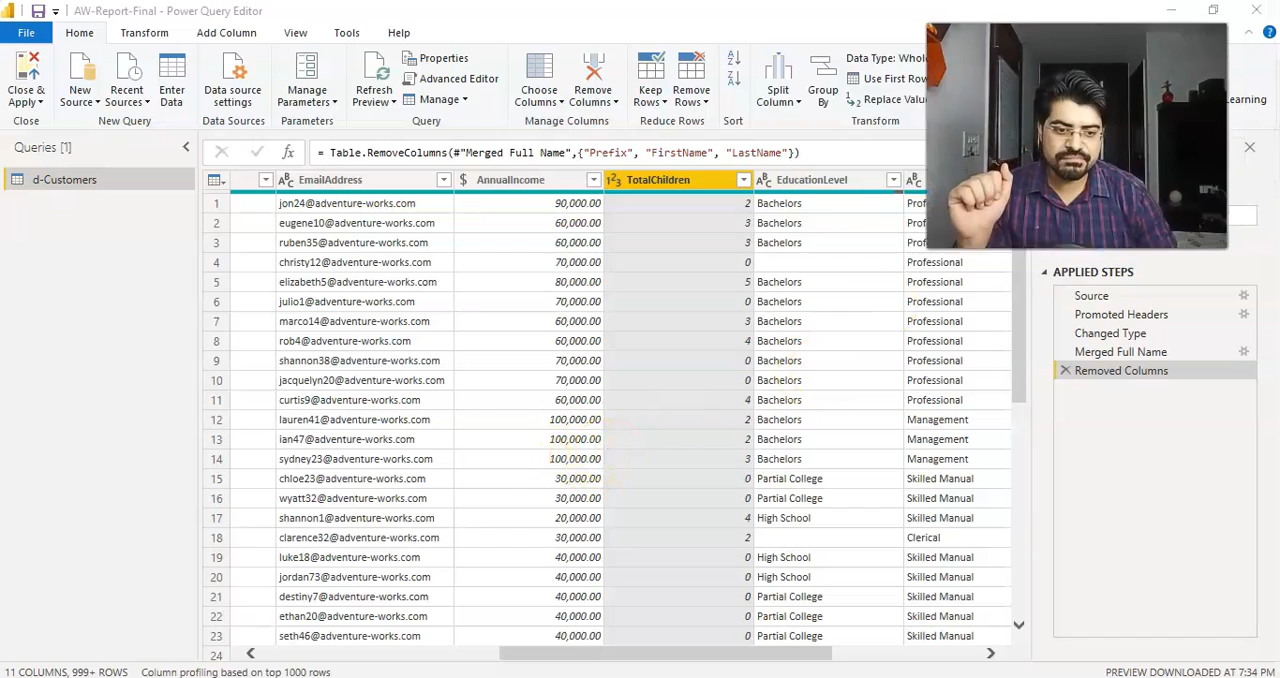 AW-Report-Final - Power Query Editor
File Home Transform Add Column View Tools Help
Close & Apply
New Source
Recent Sources
Enter Data
Data source settings
Manage Parameters
Refresh Preview
Properties
Advanced Editor
Manage
Choose Columns
Remove Columns
Keep Rows
Remove Rows
Split Column
Group By
Data Type: Whole
Use First Row
Replace Valu
Learning
Close New Query Data Sources Parameters Query Manage Columns Reduce Rows Sort Transform
Queries [1]
d-Customers
= Table.RemoveColumns(#"Merged Full Name",{"Prefix", "FirstName", "LastName"})
EmailAddress AnnualIncome TotalChildren EducationLevel
1 jon24@adventure-works.com 90,000.00 2 Bachelors Prof
2 eugene10@adventure-works.com 60,000.00 3 Bachelors Prof
3 ruben35@adventure-works.com 60,000.00 3 Bachelors Prof
4 christy12@adventure-works.com 70,000.00 0 Professional
5 elizabeth5@adventure-works.com 80,000.00 5 Bachelors Professional
6 julio1@adventure-works.com 70,000.00 0 Bachelors Professional
7 marco14@adventure-works.com 60,000.00 3 Bachelors Professional
8 rob4@adventure-works.com 60,000.00 4 Bachelors Professional
9 shannon38@adventure-works.com 70,000.00 0 Bachelors Professional
10 jacquelyn20@adventure-works.com 70,000.00 0 Bachelors Professional
11 curtis9@adventure-works.com 60,000.00 4 Bachelors Professional
12 lauren41@adventure-works.com 100,000.00 2 Bachelors Management
13 ian47@adventure-works.com 100,000.00 2 Bachelors Management
14 sydney23@adventure-works.com 100,000.00 3 Bachelors Management
15 chloe23@adventure-works.com 30,000.00 0 Partial College Skilled Manual
16 wyatt32@adventure-works.com 30,000.00 0 Partial College Skilled Manual
17 shannon1@adventure-works.com 20,000.00 4 High School Skilled Manual
18 clarence32@adventure-works.com 30,000.00 2 Clerical
19 luke18@adventure-works.com 40,000.00 0 High School Skilled Manual
20 jordan73@adventure-works.com 40,000.00 0 High School Skilled Manual
21 destiny7@adventure-works.com 40,000.00 0 Partial College Skilled Manual
22 ethan20@adventure-works.com 40,000.00 0 Partial College Skilled Manual
23 seth46@adventure-works.com 40,000.00 0 Partial College Skilled Manual
24
APPLIED STEPS
Source
Promoted Headers
Changed Type
Merged Full Name
Removed Columns
11 COLUMNS, 999+ ROWS Column profiling based on top 1000 rows PREVIEW DOWNLOADED AT 7:34 PM